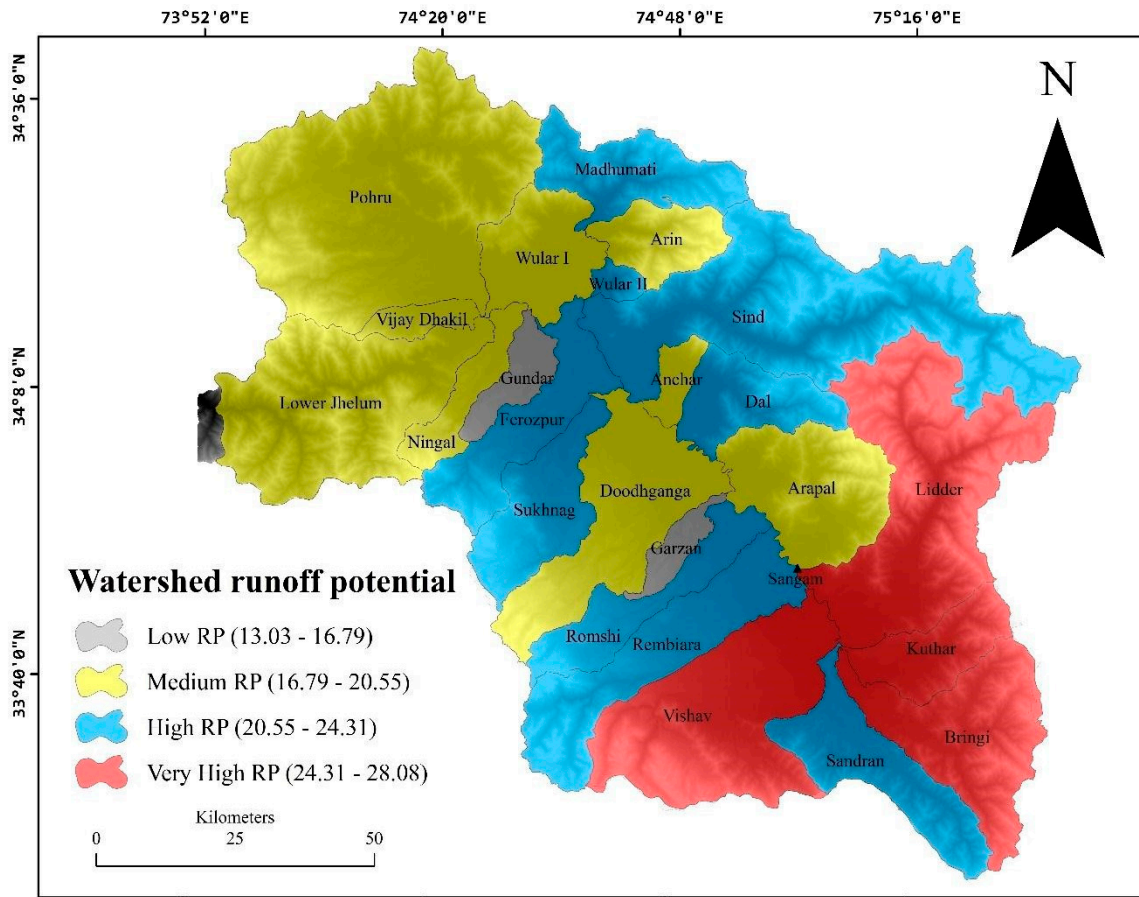 73°52'0"E
74°20'0"E
74°48'0"E
75°16'0"E
34°36'0"N
34°8'0"N
33°40'0"N
N
Madhumati
Pohru
Arin
Wular I
Wular II
Sind
Vijay Dhakil
Gundar
Anchar
Dal
Lower Jhelum
Ferozpur
Ningal
Lidder
Arapal
Doodhganga
Sukhnag
Garzan
Sangam
Romshi
Rembiara
Kuthar
Vishav
Bringi
Sandran
Watershed runoff potential
Low RP (13.03 - 16.79)
Medium RP (16.79 - 20.55)
High RP (20.55 - 24.31)
Very High RP (24.31 - 28.08)
Kilometers
0 25 50